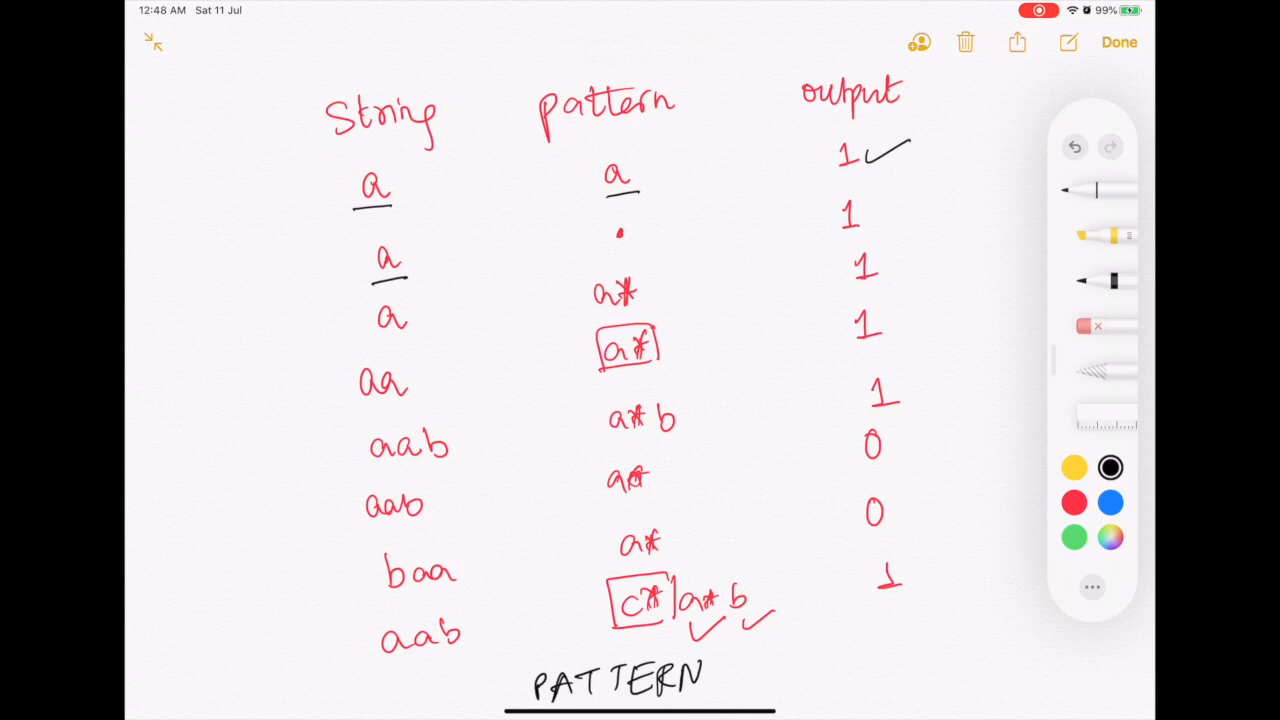 12:48 AM Sat 11 Jul 99%
Done
String pattern output
a a 1
a . 1
a a* 1
aa a* 1
aab a*b 1
aab a* 0
baa a* 0
aab c*a*b 1
PATTERN